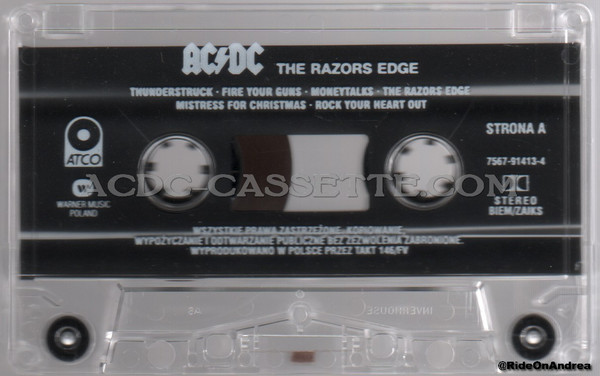 AC/DC THE RAZORS EDGE
THUNDERSTRUCK · FIRE YOUR GUNS · MONEYTALKS · THE RAZORS EDGE
MISTRESS FOR CHRISTMAS · ROCK YOUR HEART OUT
STRONA A
ATCO
7567-91413-4
ACDC-CASSETTE.COM
WARNER MUSIC
POLAND
STEREO
BIEM/ZAIKS
WSZYSTKIE PRAWA ZASTRZEŻONE. KOPIOWANIE,
WYPOŻYCZANIE I ODTWARZANIE PUBLICZNE BEZ ZEZWOLENIA ZABRONIONE.
WYPRODUKOWANO W POLSCE PRZEZ TAKT 146/FV
@RideOnAndrea